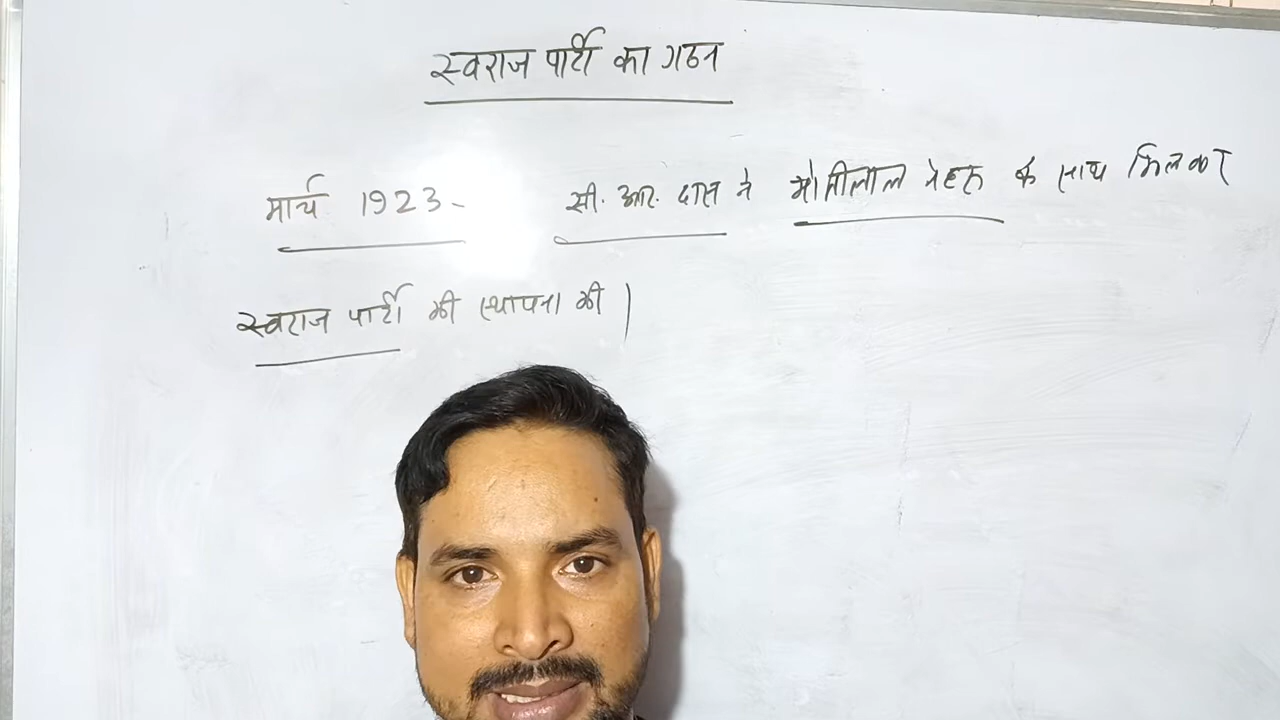 स्वराज पार्टी का गठन
मार्च 1923- सी. आर. दास ने मोतीलाल नेहरू के साथ मिलकर
स्वराज पार्टी की स्थापना की |